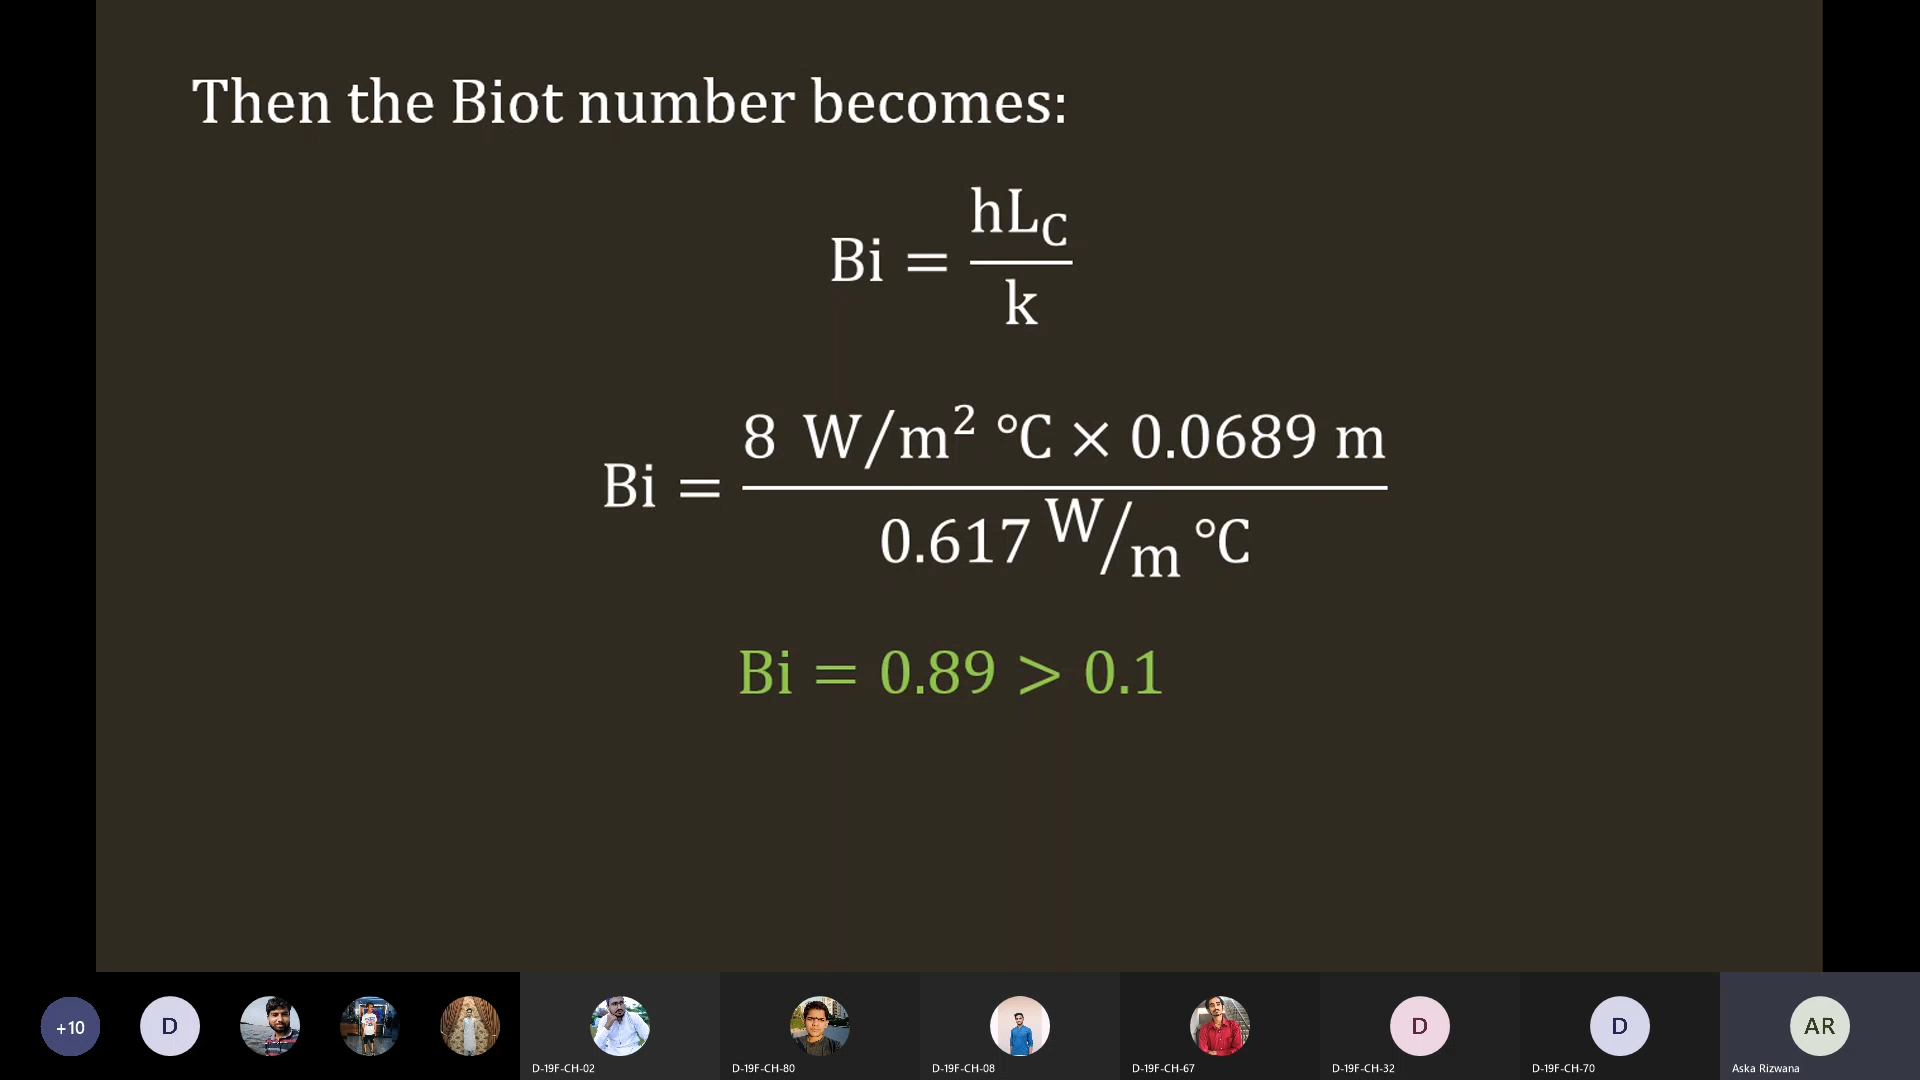 Then the Biot number becomes:
Bi = hL_C / k
Bi = 8 W/m² °C × 0.0689 m / 0.617 W/m °C
Bi = 0.89 > 0.1
+10
D
D
D
AR
D-19F-CH-02
D-19F-CH-80
D-19F-CH-08
D-19F-CH-67
D-19F-CH-32
D-19F-CH-70
Aska Rizwana